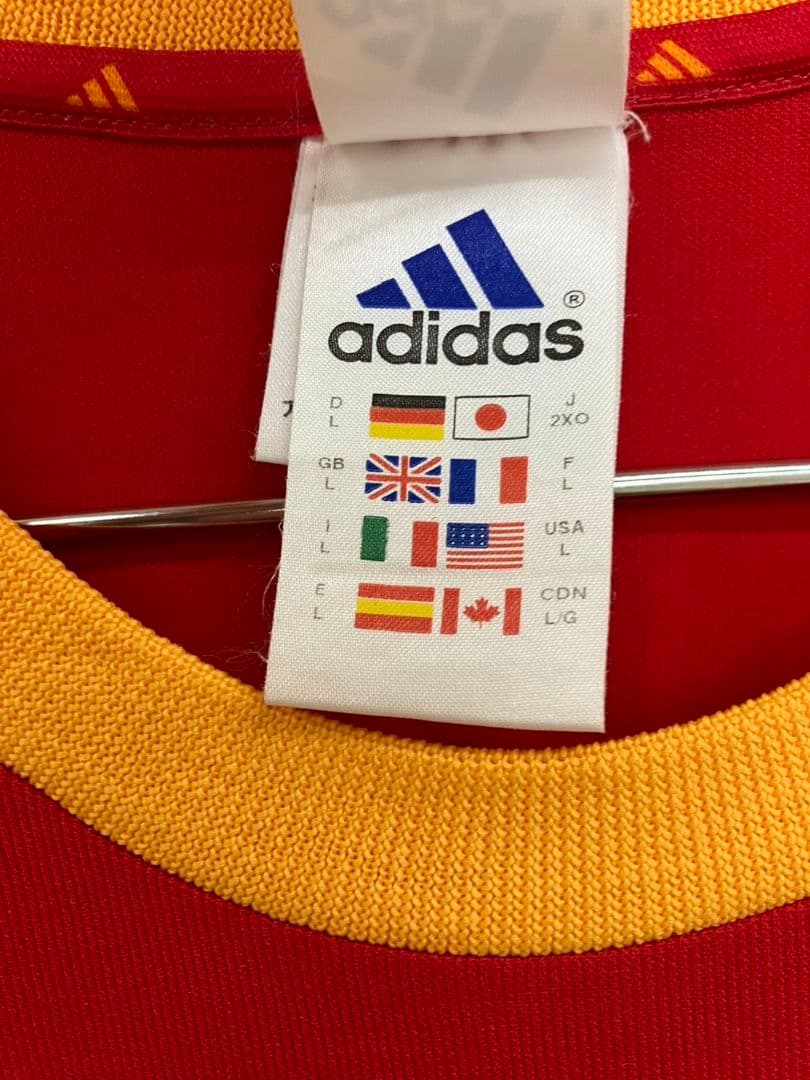 adidas®
D L J 2XO
GB L F L
I L USA L
E L CDN L/G